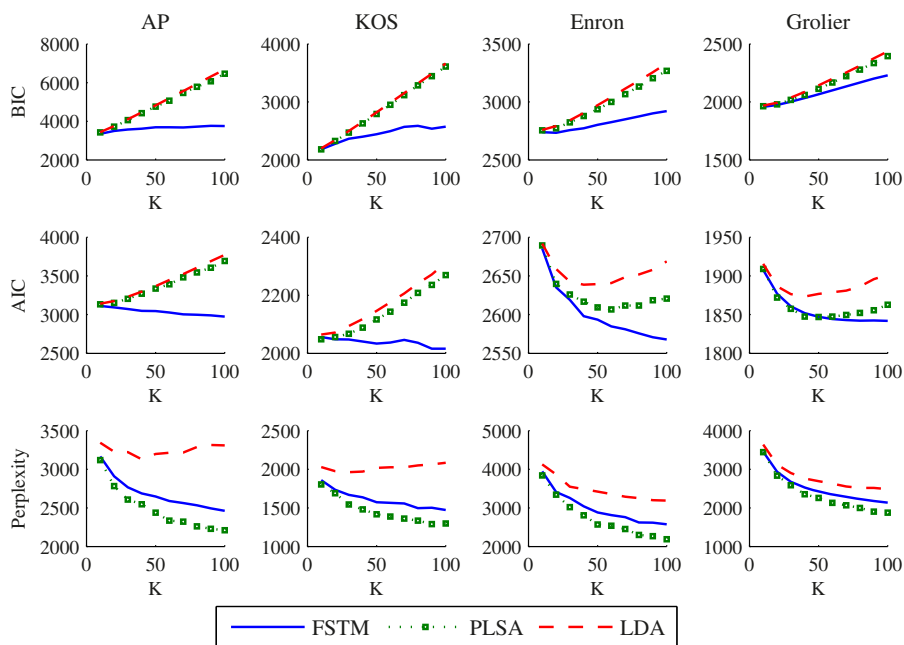 AP KOS Enron Grolier
8000 4000 3500 2500
6000 3000 2000
4000 3000
2000 2000 2500 1500
0 50 100 0 50 100 0 50 100 0 50 100
BIC
K K K K
4000 2400 2700 1950
3500 2650 1900
2200
3000 2600 1850
2500 2000 2550 1800
0 50 100 0 50 100 0 50 100 0 50 100
AIC
K K K K
3500 2500 5000 4000
3000 2000 4000 3000
2500 1500 3000 2000
2000 1000 2000 1000
0 50 100 0 50 100 0 50 100 0 50 100
Perplexity
K K K K
FSTM PLSA LDA